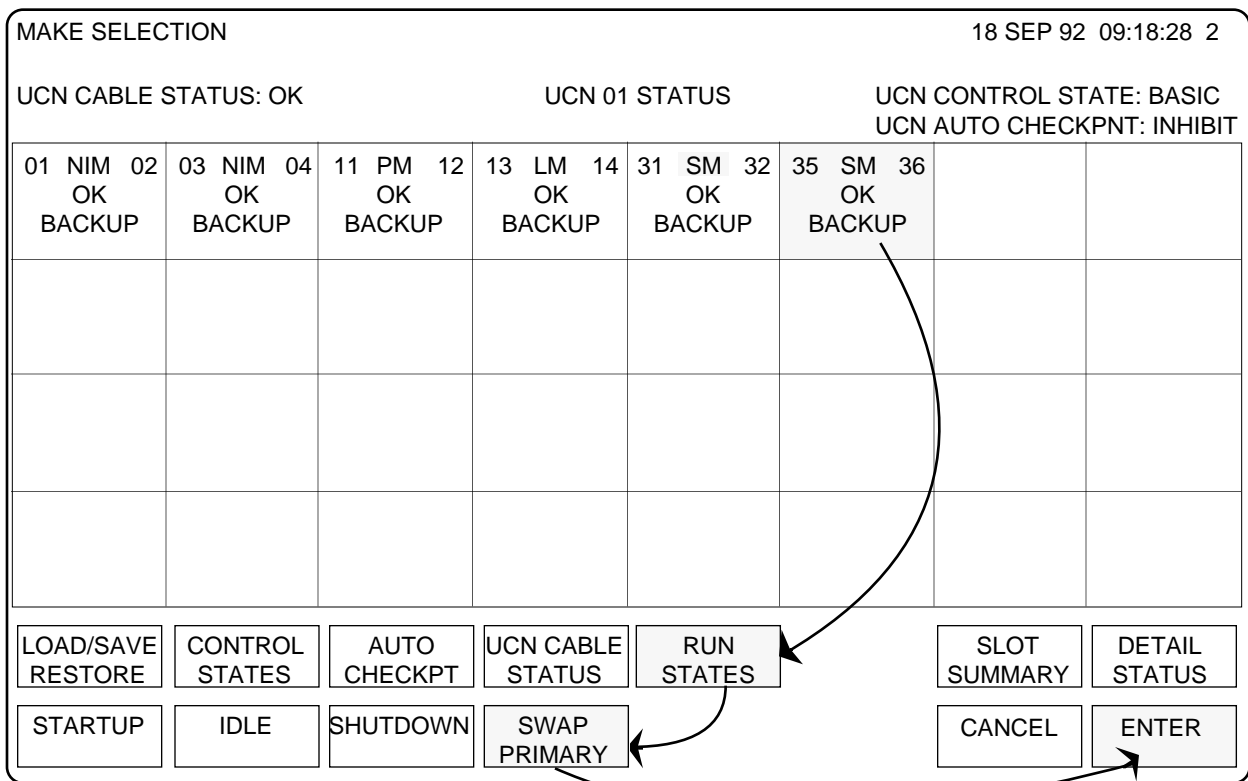 MAKE SELECTION 18 SEP 92 09:18:28 2
UCN CABLE STATUS: OK UCN 01 STATUS UCN CONTROL STATE: BASIC
UCN AUTO CHECKPNT: INHIBIT
01 NIM 02 03 NIM 04 11 PM 12 13 LM 14 31 SM 32 35 SM 36
OK OK OK OK OK OK
BACKUP BACKUP BACKUP BACKUP BACKUP BACKUP
LOAD/SAVE CONTROL AUTO UCN CABLE RUN SLOT DETAIL
RESTORE STATES CHECKPT STATUS STATES SUMMARY STATUS
STARTUP IDLE SHUTDOWN SWAP CANCEL ENTER
PRIMARY